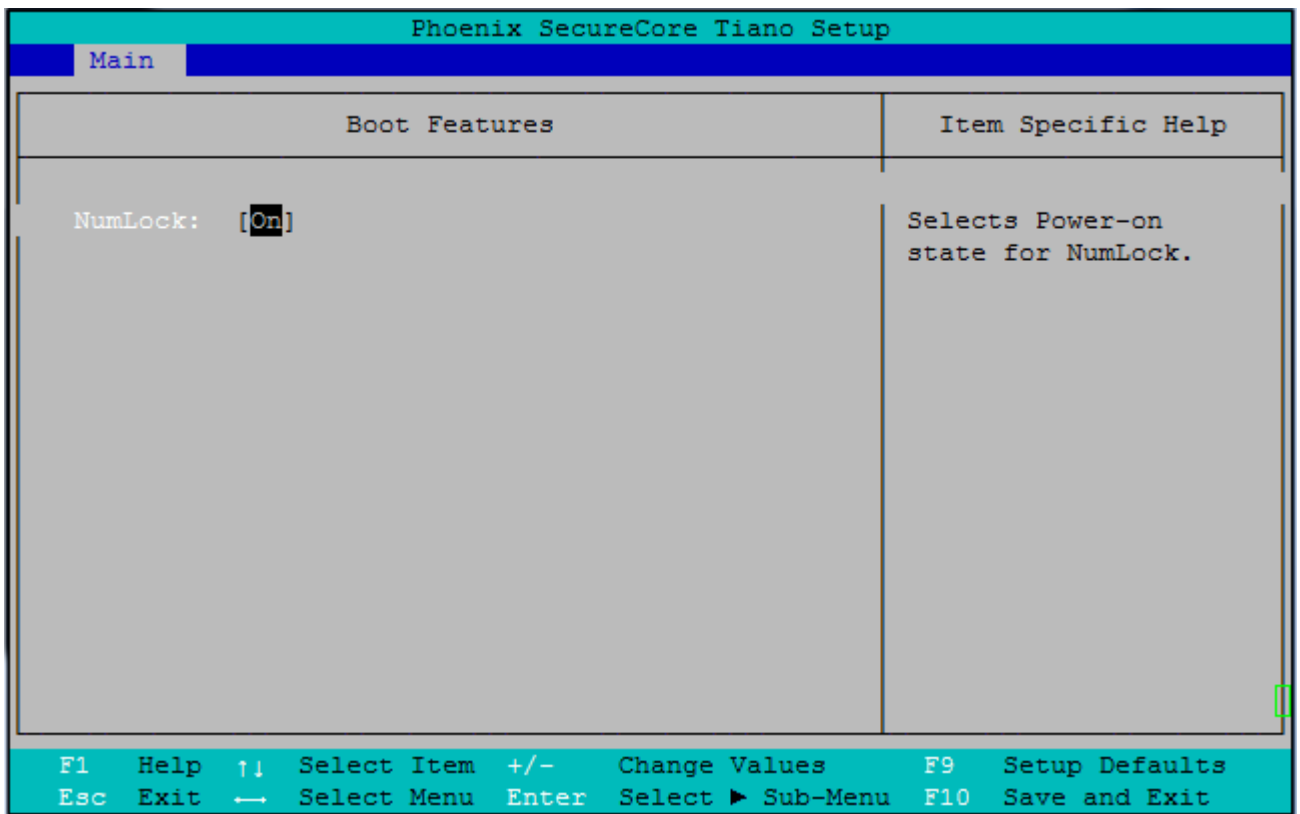 Phoenix SecureCore Tiano Setup
Main
Boot Features
Item Specific Help
NumLock: [On]
Selects Power-on
state for NumLock.
F1 Help ↑↓ Select Item +/- Change Values F9 Setup Defaults
Esc Exit ←→ Select Menu Enter Select ► Sub-Menu F10 Save and Exit